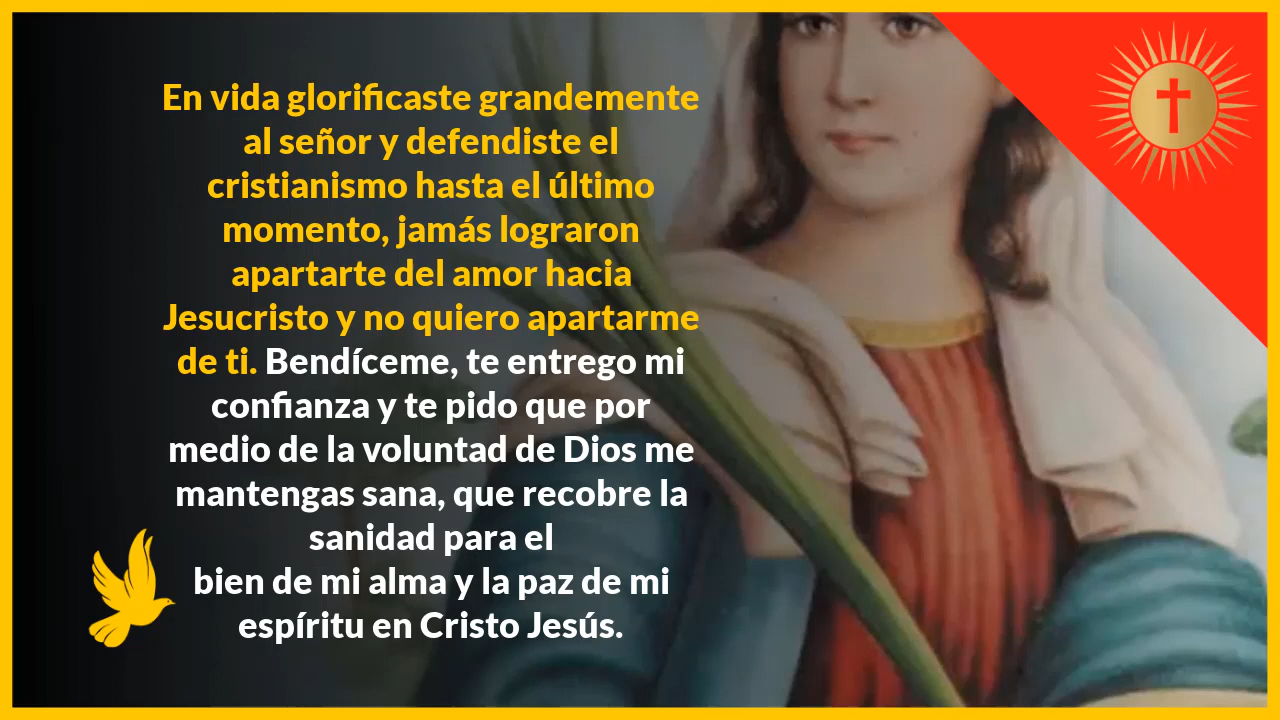 En vida glorificaste grandemente
al señor y defendiste el
cristianismo hasta el último
momento, jamás lograron
apartarte del amor hacia
Jesucristo y no quiero apartarme
de ti. Bendíceme, te entrego mi
confianza y te pido que por
medio de la voluntad de Dios me
mantengas sana, que recobre la
sanidad para el
bien de mi alma y la paz de mi
espíritu en Cristo Jesús.